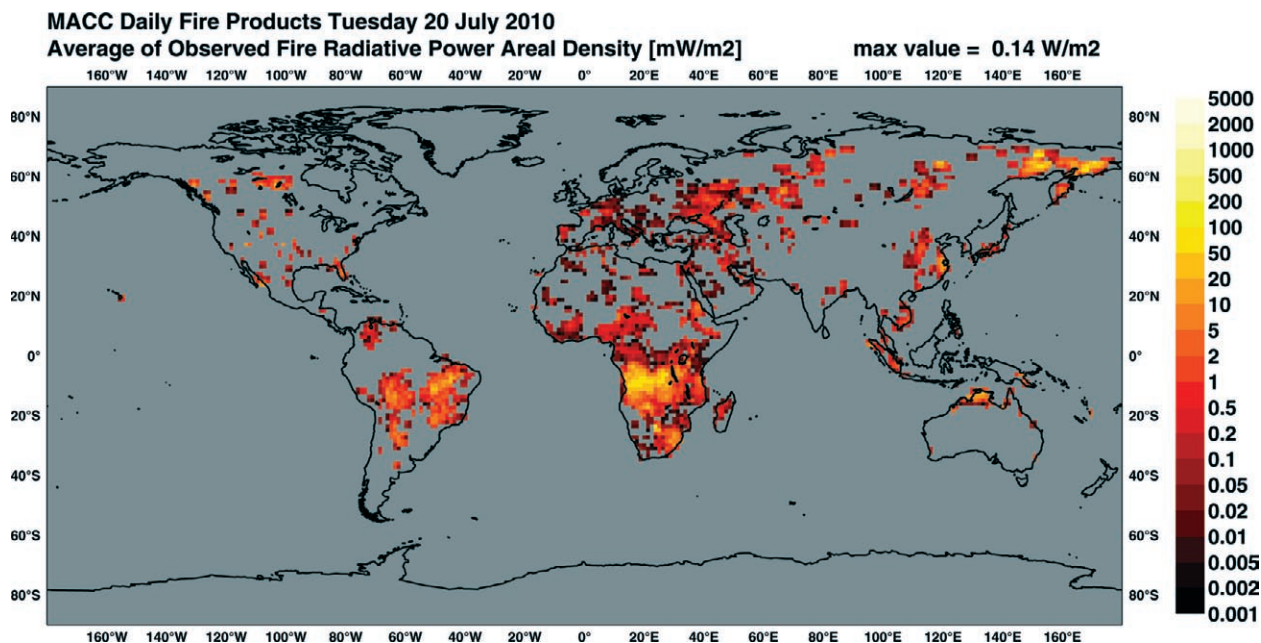 MACC Daily Fire Products Tuesday 20 July 2010
Average of Observed Fire Radiative Power Areal Density [mW/m2] max value = 0.14 W/m2
160°W 140°W 120°W 100°W 80°W 60°W 40°W 20°W 0° 20°E 40°E 60°E 80°E 100°E 120°E 140°E 160°E
80°N 80°N
60°N 60°N
40°N 40°N
20°N 20°N
0° 0°
20°S 20°S
40°S 40°S
60°S 60°S
80°S 80°S
160°W 140°W 120°W 100°W 80°W 60°W 40°W 20°W 0° 20°E 40°E 60°E 80°E 100°E 120°E 140°E 160°E
5000
2000
1000
500
200
100
50
20
10
5
2
1
0.5
0.2
0.1
0.05
0.02
0.01
0.005
0.002
0.001